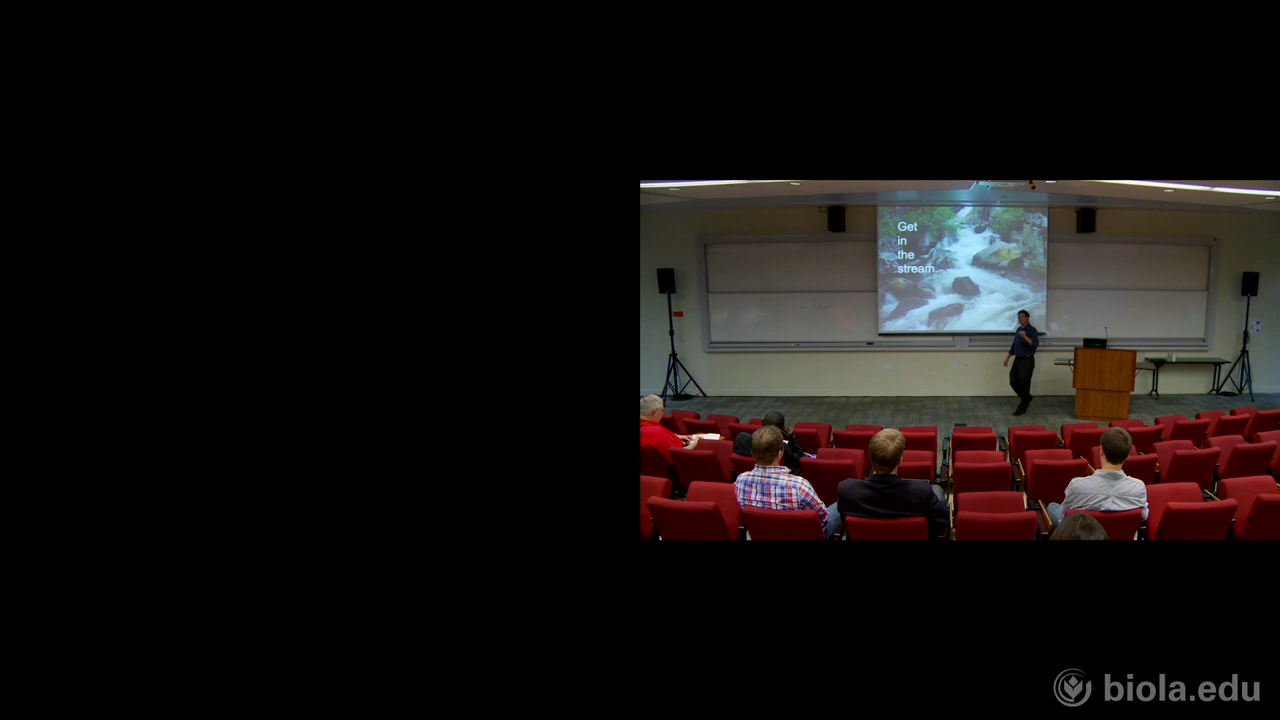 Get
in
the
stream.
biola.edu